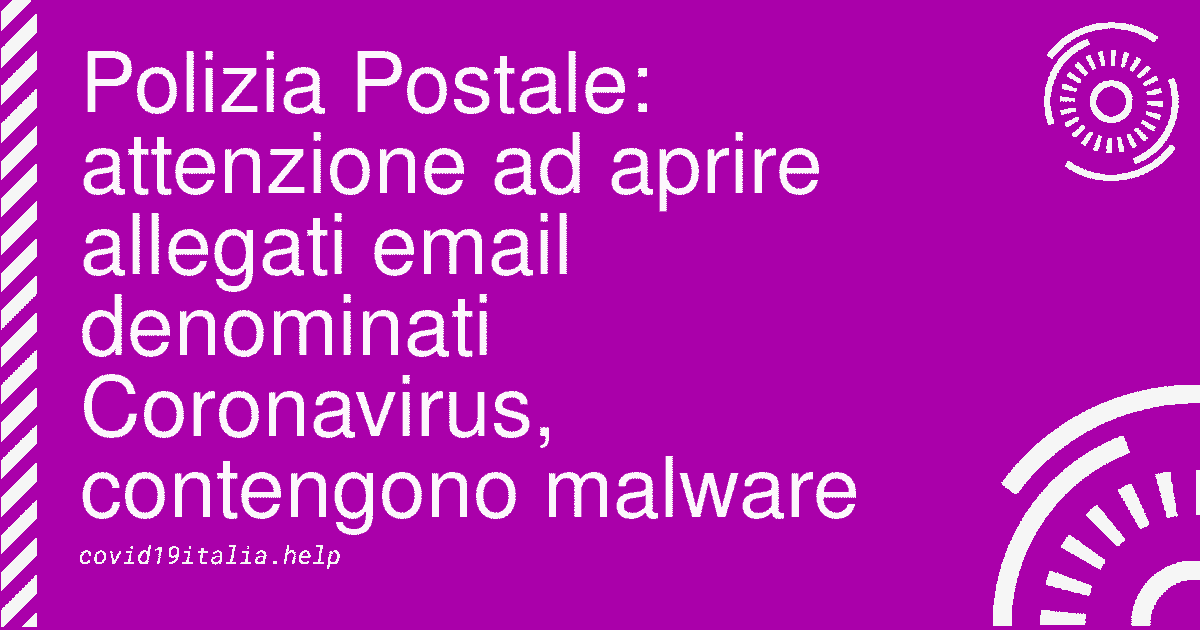 Polizia Postale:
attenzione ad aprire
allegati email
denominati
Coronavirus,
contengono malware
covid19italia.help